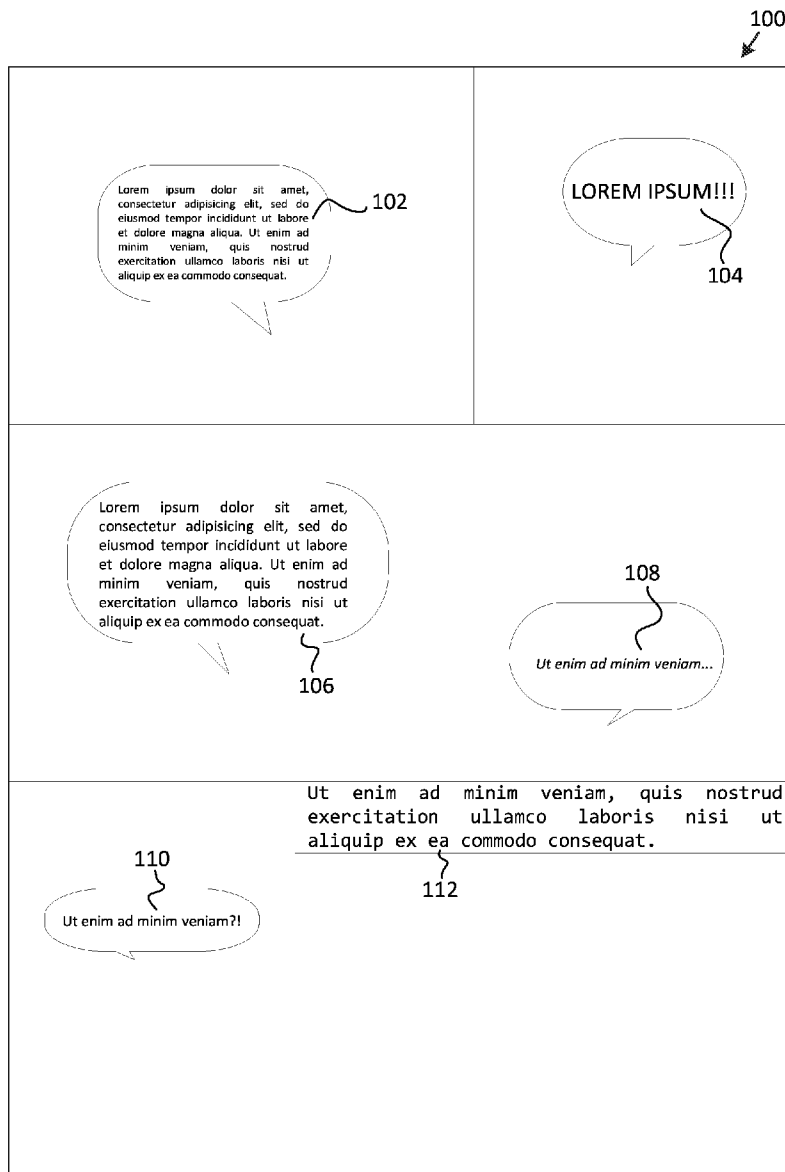 100
Lorem ipsum dolor sit amet,
consectetur adipisicing elit, sed do
eiusmod tempor incididunt ut labore
et dolore magna aliqua. Ut enim ad
minim veniam, quis nostrud
exercitation ullamco laboris nisi ut
aliquip ex ea commodo consequat.
102
LOREM IPSUM!!!
104
Lorem ipsum dolor sit amet,
consectetur adipisicing elit, sed do
eiusmod tempor incididunt ut labore
et dolore magna aliqua. Ut enim ad
minim veniam, quis nostrud
exercitation ullamco laboris nisi ut
aliquip ex ea commodo consequat.
106
108
Ut enim ad minim veniam...
Ut enim ad minim veniam, quis nostrud
exercitation ullamco laboris nisi ut
aliquip ex ea commodo consequat.
112
110
Ut enim ad minim veniam?!